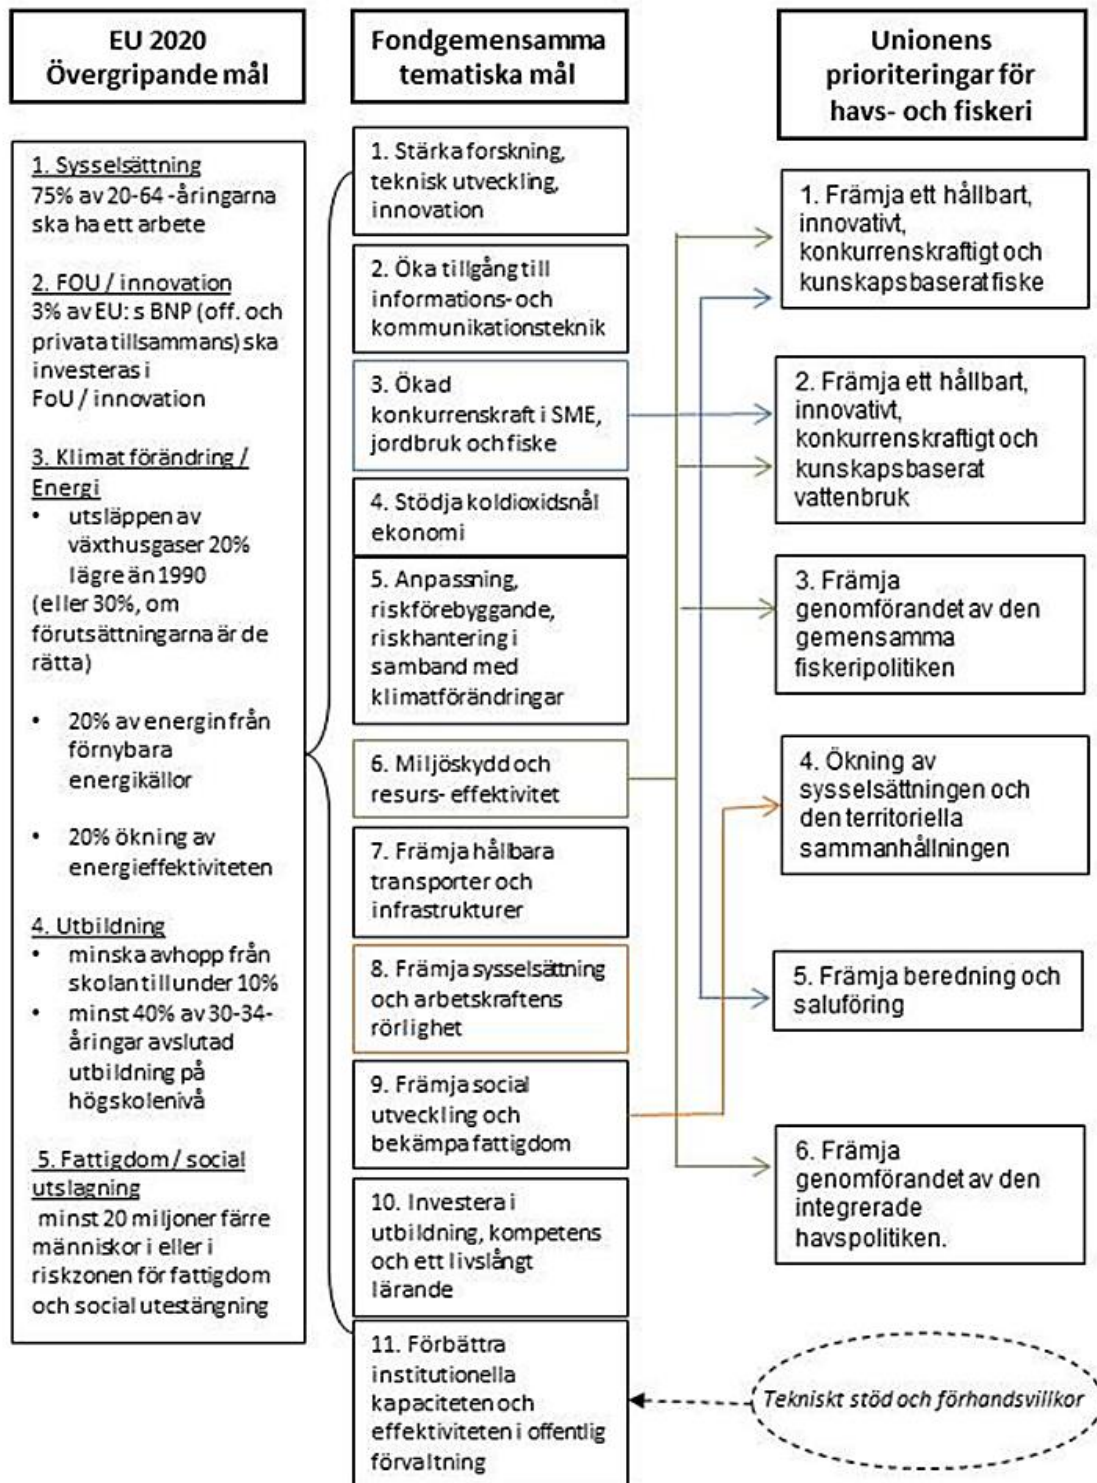 EU 2020
Övergripande mål
1. Sysselsättning
75% av 20-64 -åringarna
ska ha ett arbete
2. FOU / innovation
3% av EU: s BNP (off. och
privata tillsammans) ska
investeras i
FoU / innovation
3. Klimat förändring /
Energi
• utsläppen av
växthusgaser 20%
lägre än 1990
(eller 30%, om
förutsättningarna är de
rätta)
• 20% av energin från
förnybara
energikällor
• 20% ökning av
energieffektiviteten
4. Utbildning
• minska avhopp från
skolan till under 10%
• minst 40% av 30-34-
åringar avslutad
utbildning på
högskolenivå
5. Fattigdom / social
utslagning
minst 20 miljoner färre
människor i eller i
riskzonen för fattigdom
och social utestängning
Fondgemensamma
tematiska mål
1. Stärka forskning,
teknisk utveckling,
innovation
2. Öka tillgång till
informations- och
kommunikationsteknik
3. Ökad
konkurrenskraft i SME,
jordbruk och fiske
4. Stödja koldioxidsnål
ekonomi
5. Anpassning,
riskförebyggande,
riskhantering i
samband med
klimatförändringar
6. Miljöskydd och
resurs- effektivitet
7. Främja hållbara
transporter och
infrastrukturer
8. Främja sysselsättning
och arbetskraftens
rörlighet
9. Främja social
utveckling och
bekämpa fattigdom
10. Investera i
utbildning, kompetens
och ett livslångt
lärande
11. Förbättra
institutionella
kapaciteten och
effektiviteten i offentlig
förvaltning
Unionens
prioriteringar för
havs- och fiskeri
1. Främja ett hållbart,
innovativt,
konkurrenskraftigt och
kunskapsbaserat fiske
2. Främja ett hållbart,
innovativt,
konkurrenskraftigt och
kunskapsbaserat
vattenbruk
3. Främja
genomförandet av den
gemensamma
fiskeripolitiken
4. Ökning av
sysselsättningen och
den territoriella
sammanhållningen
5. Främja beredning och
saluföring
6. Främja
genomförandet av den
integrerade
havspolitiken.
Tekniskt stöd och förhandsvillkor